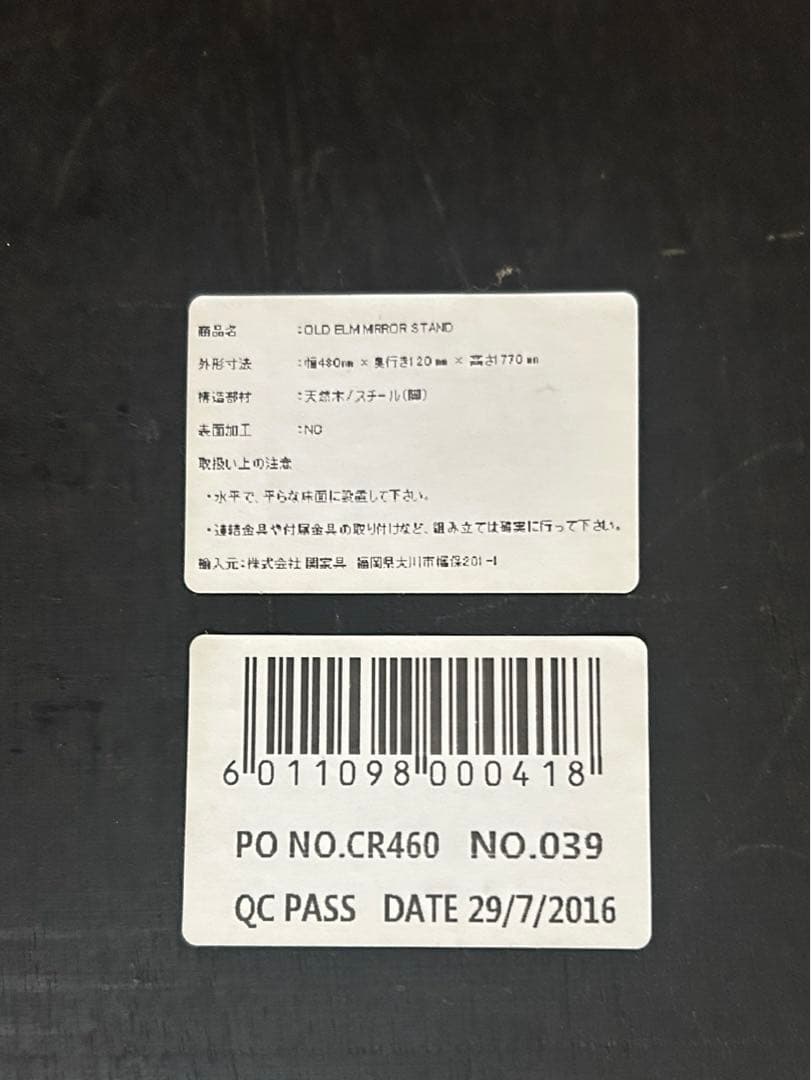 商品名 :OLD ELM MIRROR STAND
外形寸法 :幅480mm × 奥行き120mm × 高さ1770mm
構造部材 :天然木/スチール(脚)
表面加工 :NO
取扱い上の注意
・水平で、平らな床面に設置して下さい。
・連結金具や付属金具の取り付けなど、組み立ては確実に行って下さい。
輸入元:株式会社 関家具 福岡県大川市幡保201-1
6 011098 000418
PO NO.CR460 NO.039
QC PASS DATE 29/7/2016